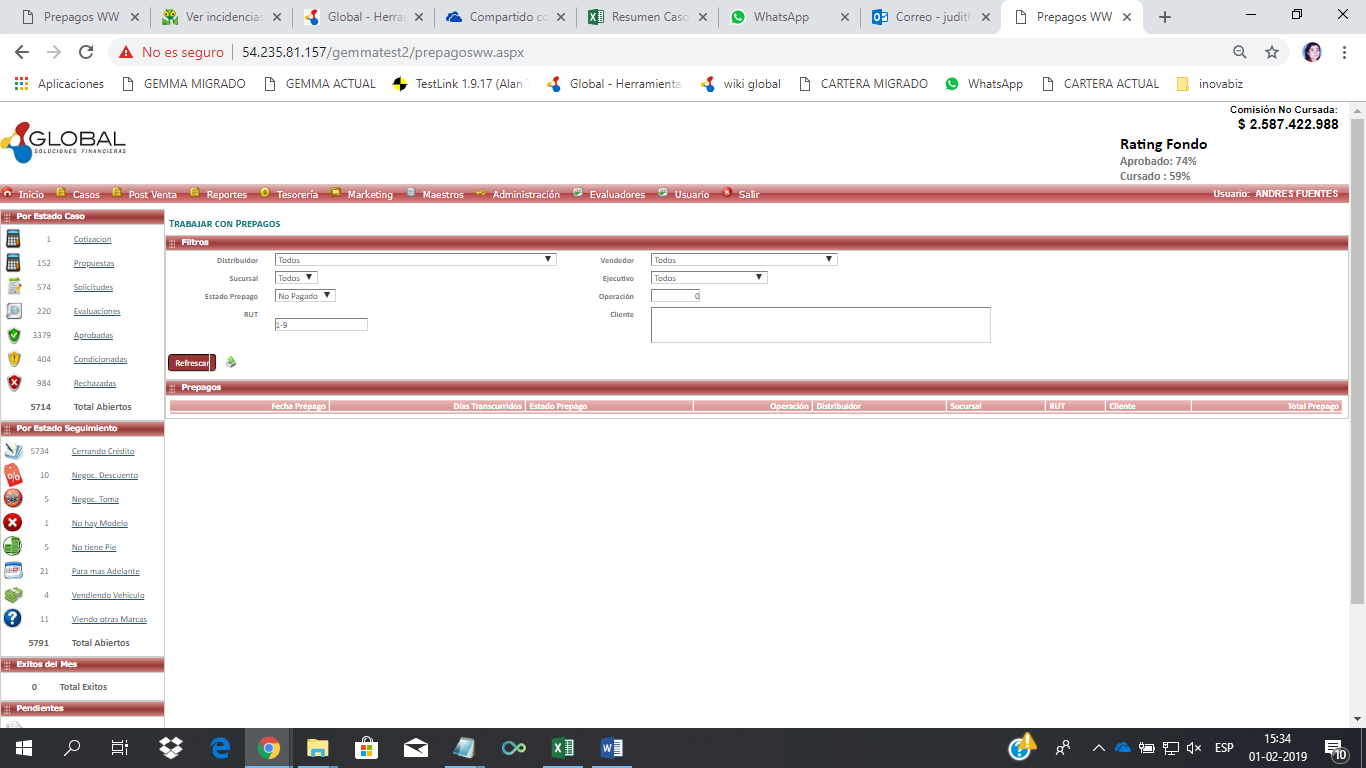 Prepagos WW
Ver incidencias
Global - Herra
Compartido co
Resumen Caso
WhatsApp
Correo - judith
Prepagos WW
No es seguro | 54.235.81.157/gemmatest2/prepagosww.aspx
Aplicaciones GEMMA MIGRADO GEMMA ACTUAL TestLink 1.9.17 (Alan Global - Herramienta wiki global CARTERA MIGRADO WhatsApp CARTERA ACTUAL inovabiz
Comisión No Cursada:
$ 2.587.422.988
GLOBAL
SOLUCIONES FINANCIERAS
Rating Fondo
Aprobado: 74%
Cursado : 59%
Inicio Casos Post Venta Reportes Tesorería Marketing Maestros Administración Evaluadores Usuario Salir Usuario: ANDRES FUENTES
Por Estado Caso
1 Cotizacion
152 Propuestas
574 Solicitudes
220 Evaluaciones
3379 Aprobadas
404 Condicionadas
984 Rechazadas
5714 Total Abiertos
Por Estado Seguimiento
5734 Cerrando Crédito
10 Negoc. Descuento
5 Negoc. Toma
1 No hay Modelo
5 No tiene Pie
21 Para mas Adelante
4 Vendiendo Vehículo
11 Viendo otras Marcas
5791 Total Abiertos
Exitos del Mes
0 Total Exitos
Pendientes
TRABAJAR CON PREPAGOS
Filtros
Distribuidor Todos Vendedor Todos
Sucursal Todos Ejecutivo Todos
Estado Prepago No Pagado Operación 0
RUT 1-9 Cliente
Refrescar
Prepagos
Fecha Prepago Días Transcurridos Estado Prepago Operación Distribuidor Sucursal RUT Cliente Total Prepago
ESP
15:34
01-02-2019
10